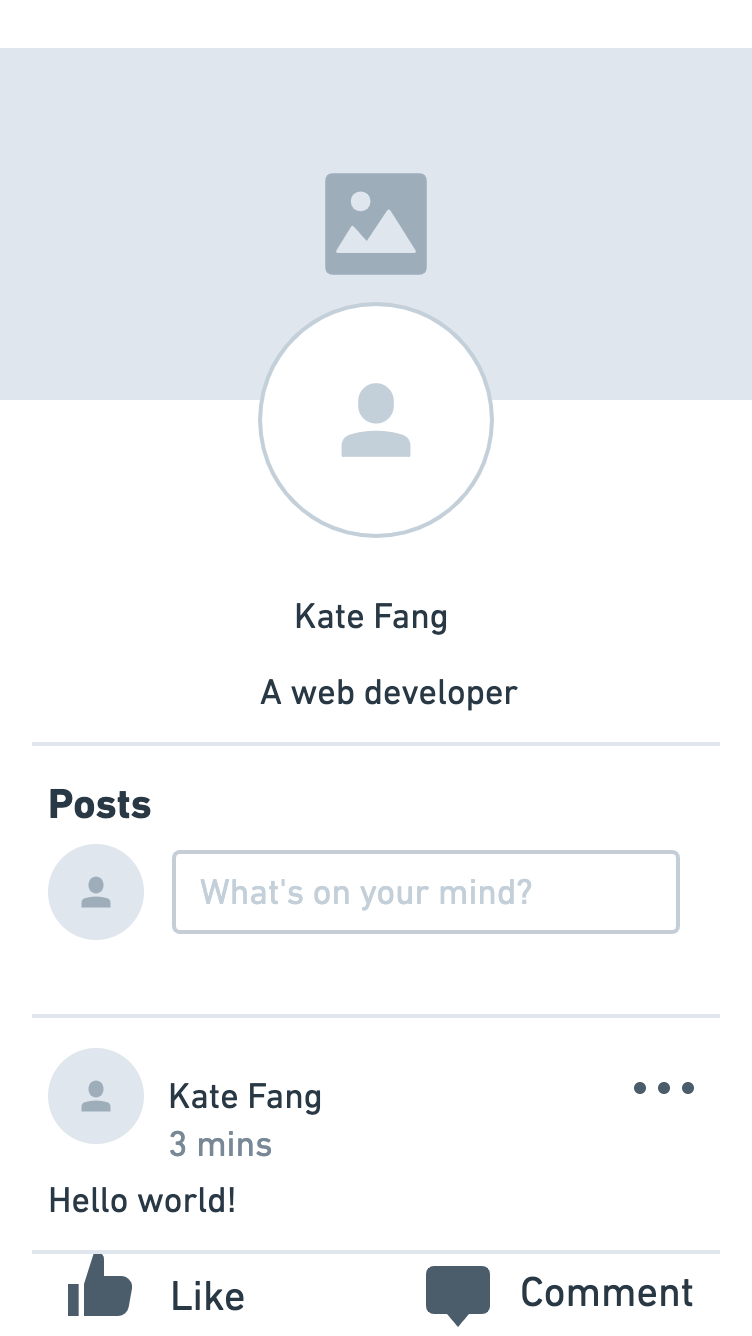 Kate Fang
A web developer
Posts
What's on your mind?
Kate Fang
3 mins
Hello world!
Like
Comment